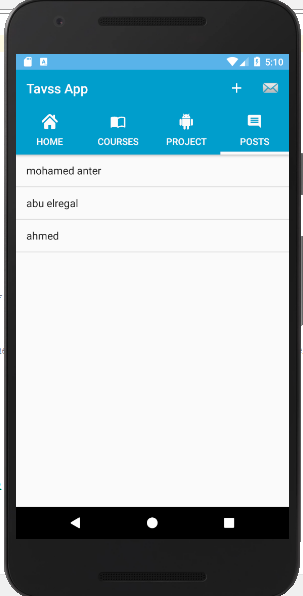 5:10
Tavss App
HOME COURSES PROJECT POSTS
mohamed anter
abu elregal
ahmed